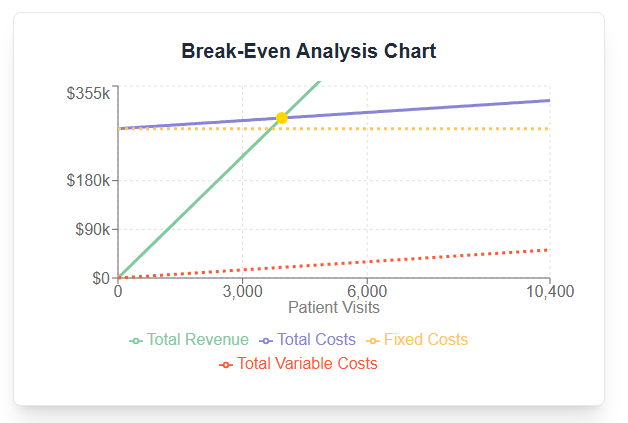 Break-Even Analysis Chart
$355k
$180k
$90k
$0
0 3,000 6,000 10,400
Patient Visits
Total Revenue Total Costs Fixed Costs
Total Variable Costs